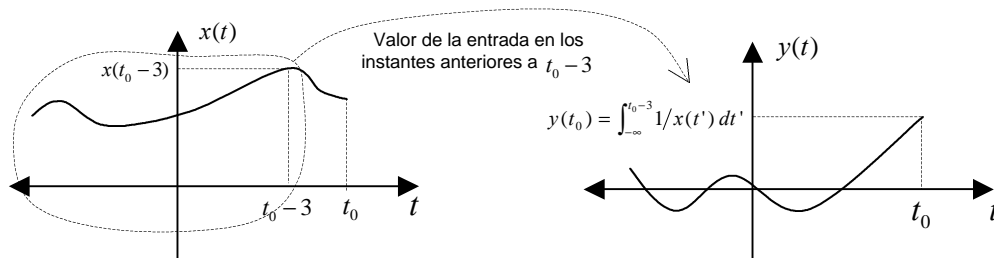 x(t)
x(t₀ − 3)
t₀ − 3
t₀
t
Valor de la entrada en los
instantes anteriores a t₀ − 3
y(t)
y(t₀) = ∫_{−∞}^{t₀−3} 1/x(t') dt'
t₀
t